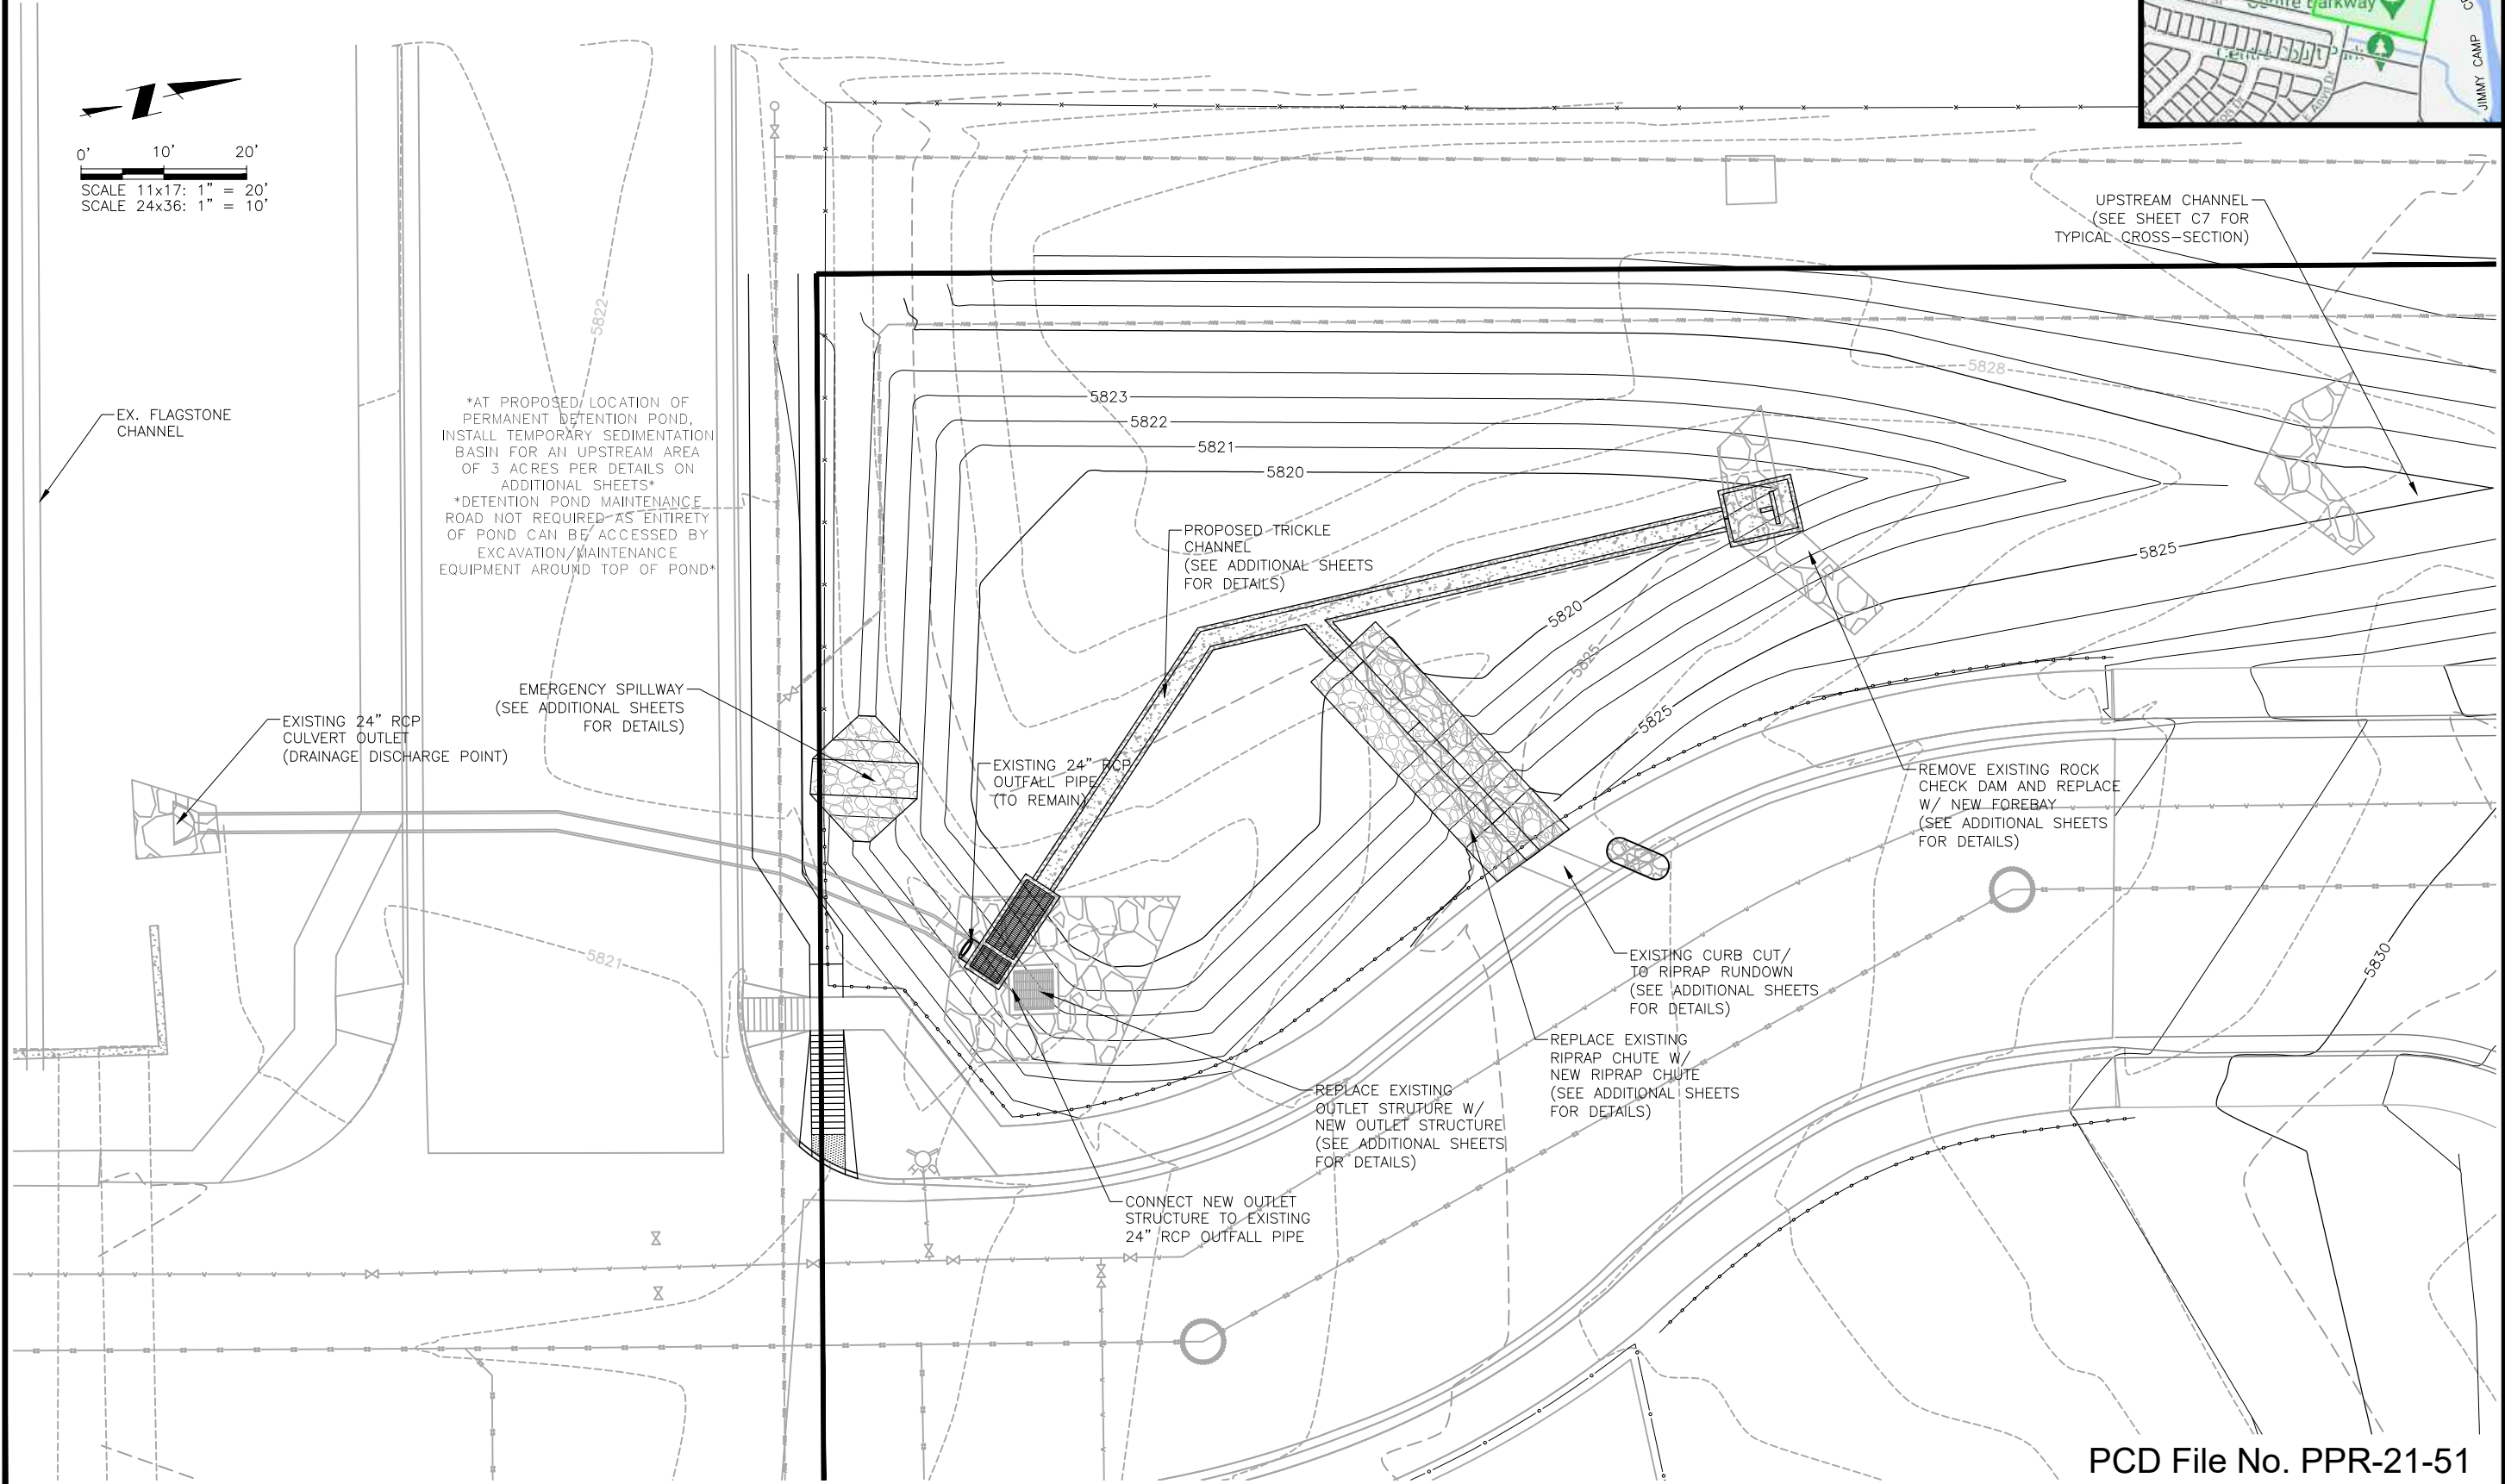 Centre Parkway
Centre Court Park
JIMMY CAMP
0' 10' 20'
SCALE 11x17: 1" = 20'
SCALE 24x36: 1" = 10'
UPSTREAM CHANNEL
(SEE SHEET C7 FOR
TYPICAL CROSS-SECTION)
5822
5828
EX. FLAGSTONE
CHANNEL
*AT PROPOSED LOCATION OF
PERMANENT DETENTION POND,
INSTALL TEMPORARY SEDIMENTATION
BASIN FOR AN UPSTREAM AREA
OF 3 ACRES PER DETAILS ON
ADDITIONAL SHEETS*
*DETENTION POND MAINTENANCE
ROAD NOT REQUIRED AS ENTIRETY
OF POND CAN BE ACCESSED BY
EXCAVATION/MAINTENANCE
EQUIPMENT AROUND TOP OF POND*
5823
5822
5821
5820
PROPOSED TRICKLE
CHANNEL
(SEE ADDITIONAL SHEETS
FOR DETAILS)
5825
5820
5825
5825
EMERGENCY SPILLWAY
(SEE ADDITIONAL SHEETS
FOR DETAILS)
EXISTING 24" RCP
CULVERT OUTLET
(DRAINAGE DISCHARGE POINT)
EXISTING 24" RCP
OUTFALL PIPE
(TO REMAIN)
REMOVE EXISTING ROCK
CHECK DAM AND REPLACE
W/ NEW FOREBAY
(SEE ADDITIONAL SHEETS
FOR DETAILS)
5821
5830
EXISTING CURB CUT/
TO RIPRAP RUNDOWN
(SEE ADDITIONAL SHEETS
FOR DETAILS)
REPLACE EXISTING
RIPRAP CHUTE W/
NEW RIPRAP CHUTE
(SEE ADDITIONAL SHEETS
FOR DETAILS)
REPLACE EXISTING
OUTLET STRUTURE W/
NEW OUTLET STRUCTURE
(SEE ADDITIONAL SHEETS
FOR DETAILS)
CONNECT NEW OUTLET
STRUCTURE TO EXISTING
24" RCP OUTFALL PIPE
PCD File No. PPR-21-51